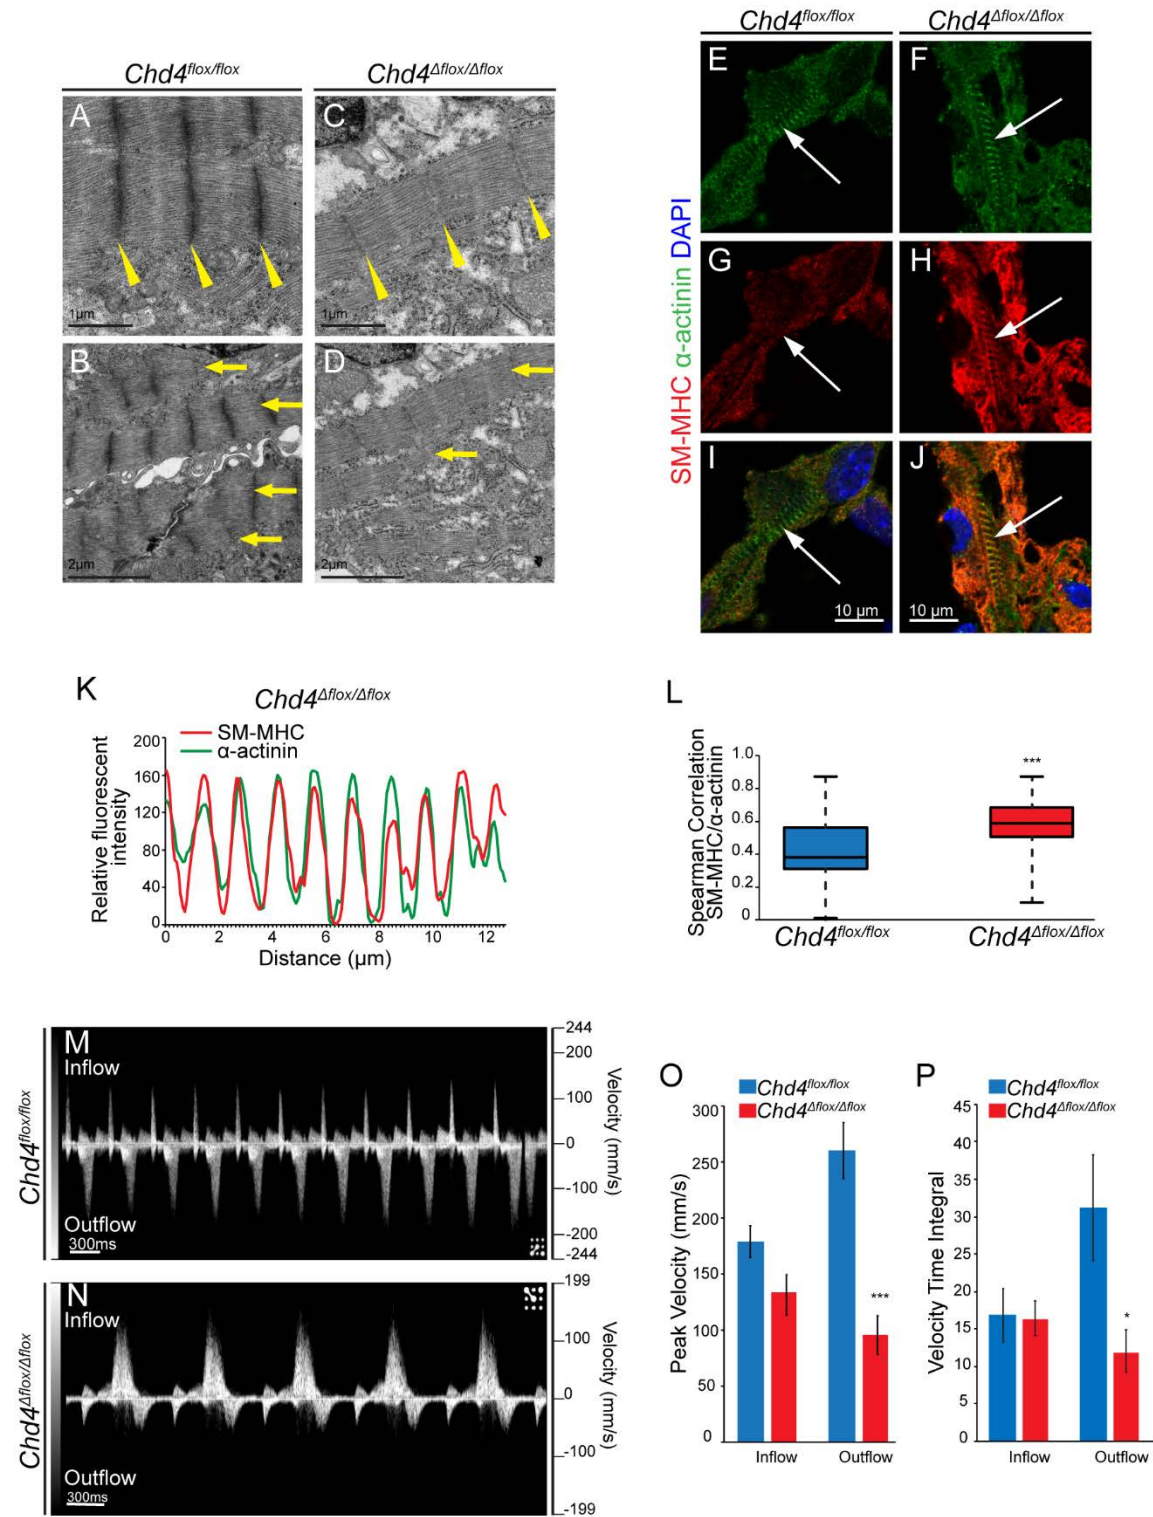 Chd4flox/flox
Chd4Δflox/Δflox
A
C
1µm
1µm
B
D
2µm
2µm
Chd4flox/flox
Chd4Δflox/Δflox
SM-MHC α-actinin DAPI
E
F
G
H
I
J
10 µm
10 µm
K
Chd4Δflox/Δflox
SM-MHC
α-actinin
Relative fluorescent
intensity
200
160
120
80
40
0
0 2 4 6 8 10 12
Distance (µm)
L
Spearman Correlation
SM-MHC/α-actinin
1.0
0.8
0.6
0.4
0.2
0
***
Chd4flox/flox
Chd4Δflox/Δflox
Chd4flox/flox
M
Inflow
Outflow
300ms
244
200
100
0
-100
-200
-244
Velocity (mm/s)
Chd4Δflox/Δflox
N
Inflow
Outflow
300ms
199
100
0
-100
-199
Velocity (mm/s)
O
Chd4flox/flox
Chd4Δflox/Δflox
Peak Velocity (mm/s)
300
250
200
150
100
50
0
***
Inflow
Outflow
P
Chd4flox/flox
Chd4Δflox/Δflox
Velocity Time Integral
45
40
35
30
25
20
15
10
5
0
*
Inflow
Outflow